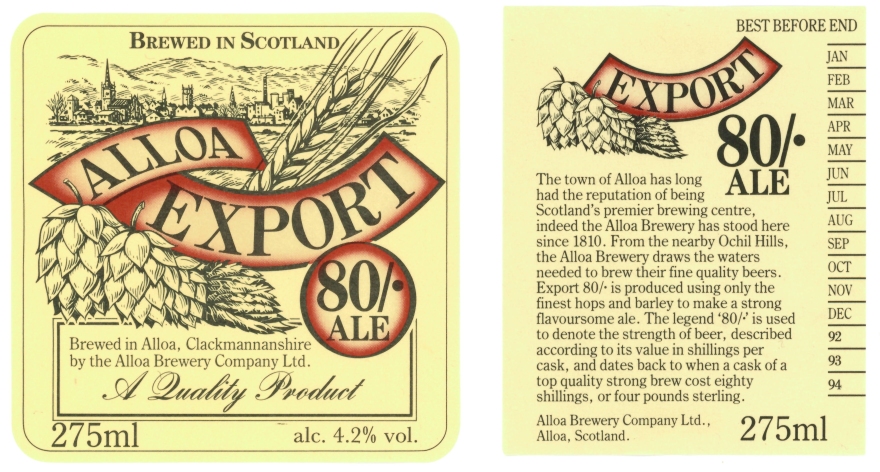 BREWED IN SCOTLAND
ALLOA
EXPORT
80/·
ALE
Brewed in Alloa, Clackmannanshire
by the Alloa Brewery Company Ltd.
A Quality Product
275ml
alc. 4.2% vol.
BEST BEFORE END
JAN
FEB
MAR
APR
MAY
JUN
JUL
AUG
SEP
OCT
NOV
DEC
92
93
94
EXPORT
80/·
ALE
The town of Alloa has long
had the reputation of being
Scotland's premier brewing centre,
indeed the Alloa Brewery has stood here
since 1810. From the nearby Ochil Hills,
the Alloa Brewery draws the waters
needed to brew their fine quality beers.
Export 80/· is produced using only the
finest hops and barley to make a strong
flavoursome ale. The legend '80/·' is used
to denote the strength of beer, described
according to its value in shillings per
cask, and dates back to when a cask of a
top quality strong brew cost eighty
shillings, or four pounds sterling.
Alloa Brewery Company Ltd.,
Alloa, Scotland.
275ml